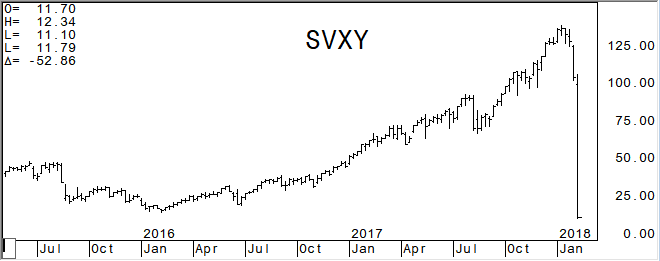 O= 11.70
H= 12.34
L= 11.10
L= 11.79
Δ= -52.86
SVXY
125.00
100.00
75.00
50.00
25.00
0.00
2016 2017 2018
Jul Oct Jan Apr Jul Oct Jan Apr Jul Oct Jan